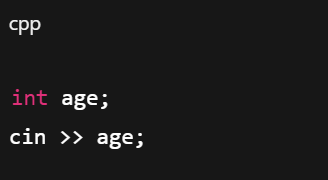 cpp
int age;
cin >> age;